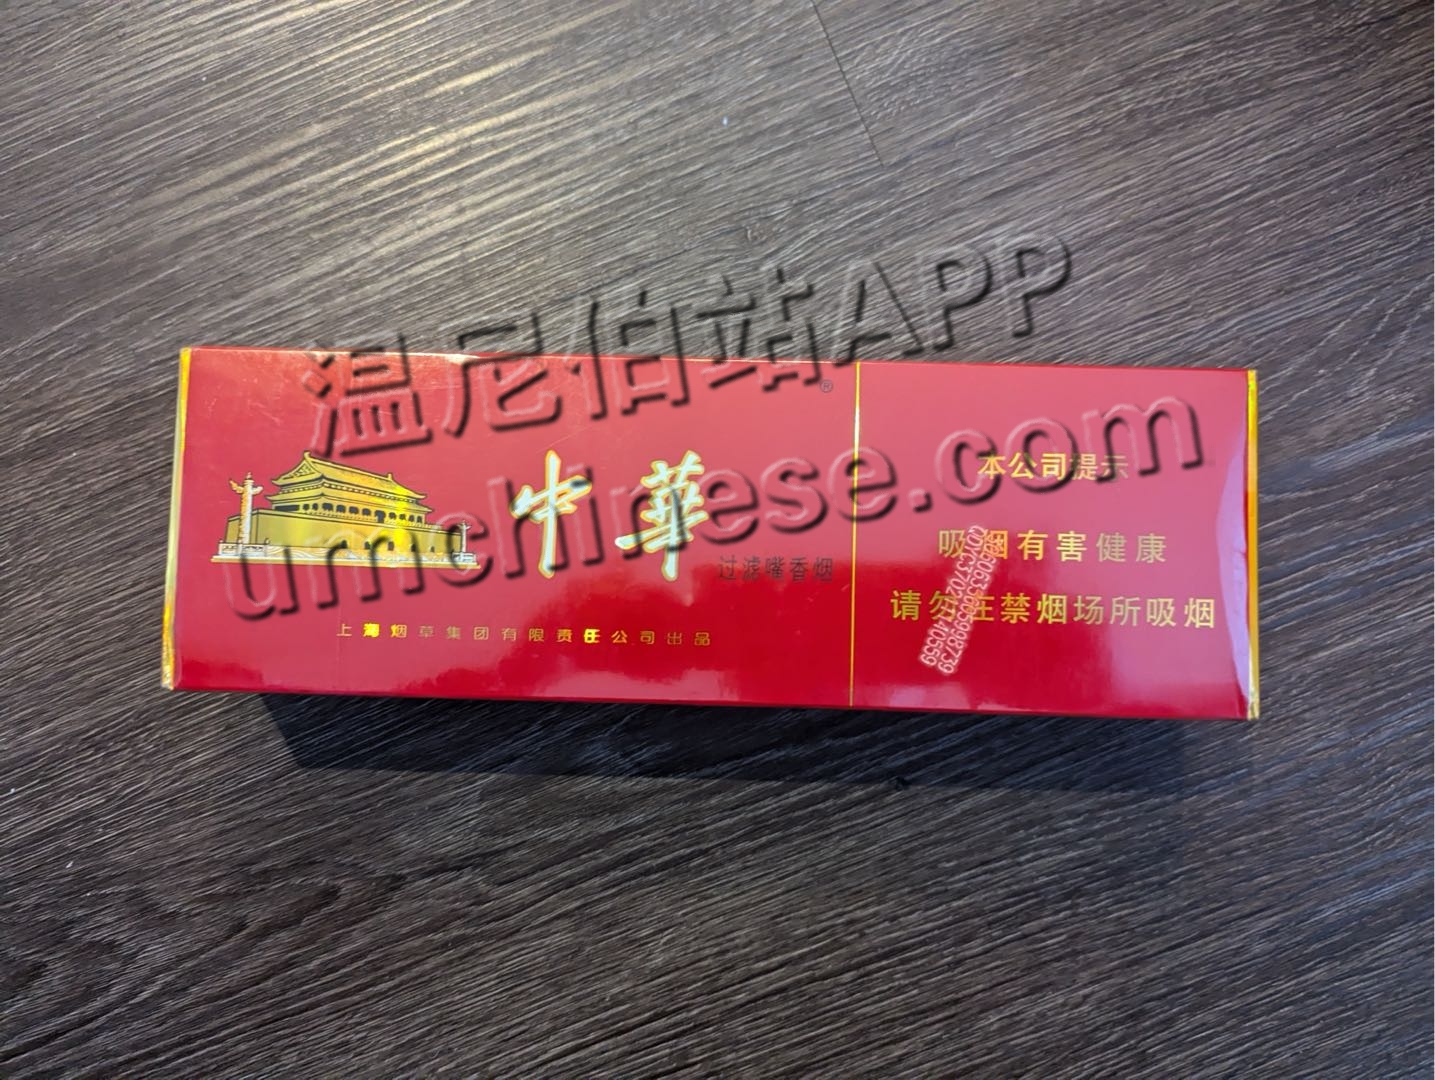 温尼伯站APP
umchinese.com
®
中華
过滤嘴香烟
上海烟草集团有限责任公司出品
本公司提示
吸烟有害健康
请勿在禁烟场所吸烟